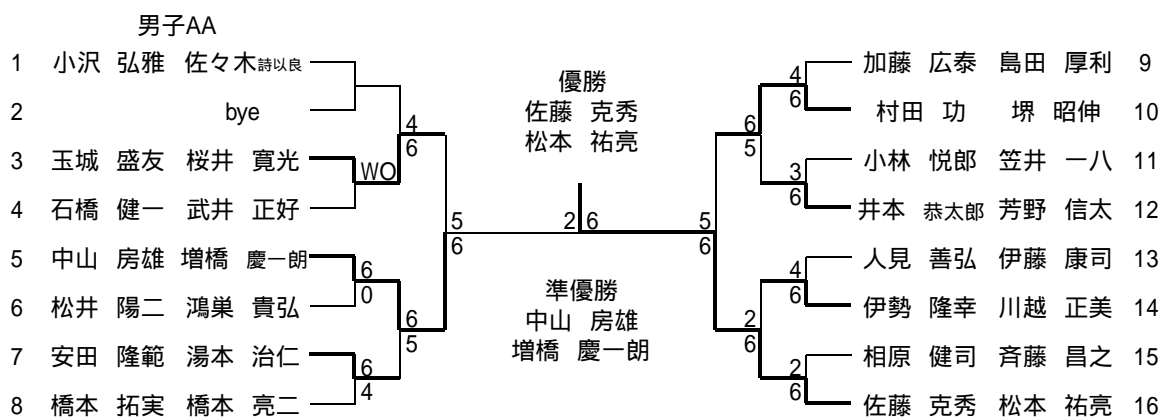 男子AA
1 小沢 弘雅 佐々木詩以良
2 bye
3 玉城 盛友 桜井 寛光
4 石橋 健一 武井 正好
5 中山 房雄 増橋 慶一朗
6 松井 陽二 鴻巣 貴弘
7 安田 隆範 湯本 治仁
8 橋本 拓実 橋本 亮二
WO
6
0
6
4
4
6
6
5
5
6
優勝
佐藤 克秀
松本 祐亮
2 6
準優勝
中山 房雄
増橋 慶一朗
5
6
6
5
2
6
4
6
3
6
4
6
2
6
加藤 広泰 島田 厚利 9
村田 功 堺 昭伸 10
小林 悦郎 笠井 一八 11
井本 恭太郎 芳野 信太 12
人見 善弘 伊藤 康司 13
伊勢 隆幸 川越 正美 14
相原 健司 斉藤 昌之 15
佐藤 克秀 松本 祐亮 16